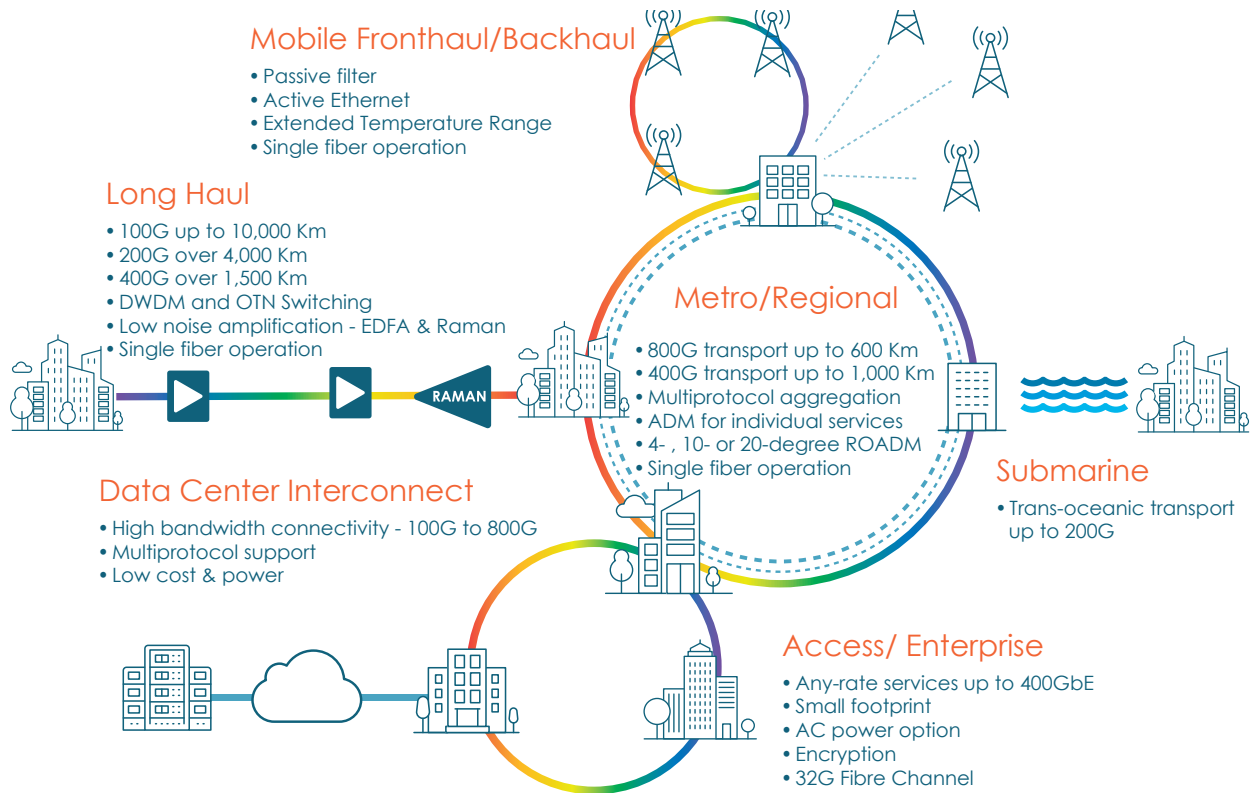 Mobile Fronthaul/Backhaul
• Passive filter
• Active Ethernet
• Extended Temperature Range
• Single fiber operation
Long Haul
• 100G up to 10,000 Km
• 200G over 4,000 Km
• 400G over 1,500 Km
• DWDM and OTN Switching
• Low noise amplification - EDFA & Raman
• Single fiber operation
RAMAN
Metro/Regional
• 800G transport up to 600 Km
• 400G transport up to 1,000 Km
• Multiprotocol aggregation
• ADM for individual services
• 4- , 10- or 20-degree ROADM
• Single fiber operation
Submarine
• Trans-oceanic transport
up to 200G
Data Center Interconnect
• High bandwidth connectivity - 100G to 800G
• Multiprotocol support
• Low cost & power
Access/ Enterprise
• Any-rate services up to 400GbE
• Small footprint
• AC power option
• Encryption
• 32G Fibre Channel